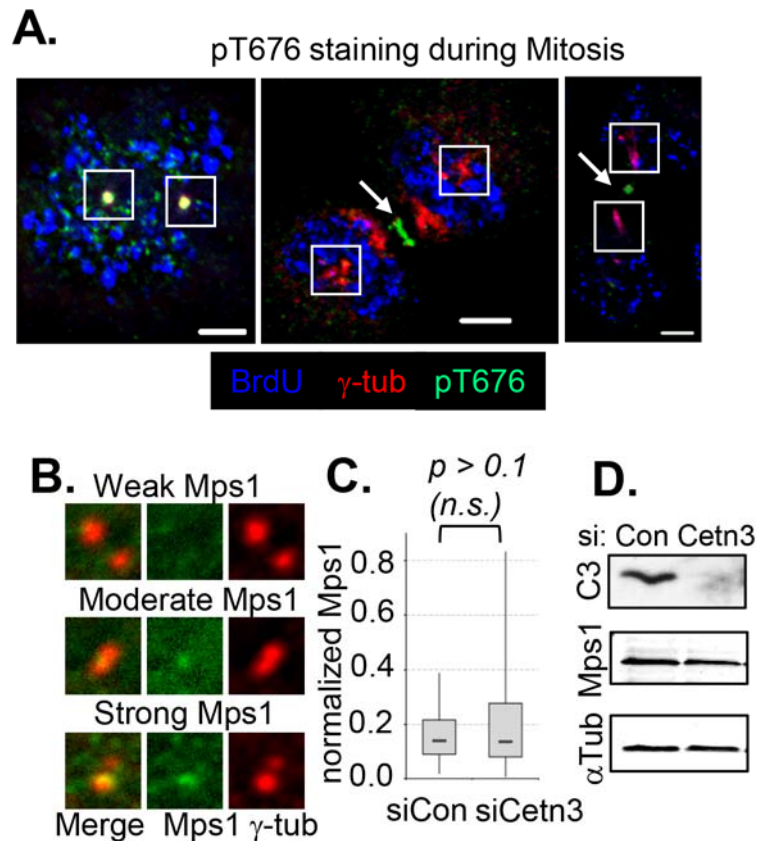 A.
pT676 staining during Mitosis
BrdU γ-tub pT676
B.
Weak Mps1
Moderate Mps1
Strong Mps1
Merge Mps1 γ-tub
C.
p > 0.1
(n.s.)
normalized Mps1
0.8
0.6
0.4
0.2
0.0
siCon siCetn3
D.
si: Con Cetn3
C3
Mps1
αTub